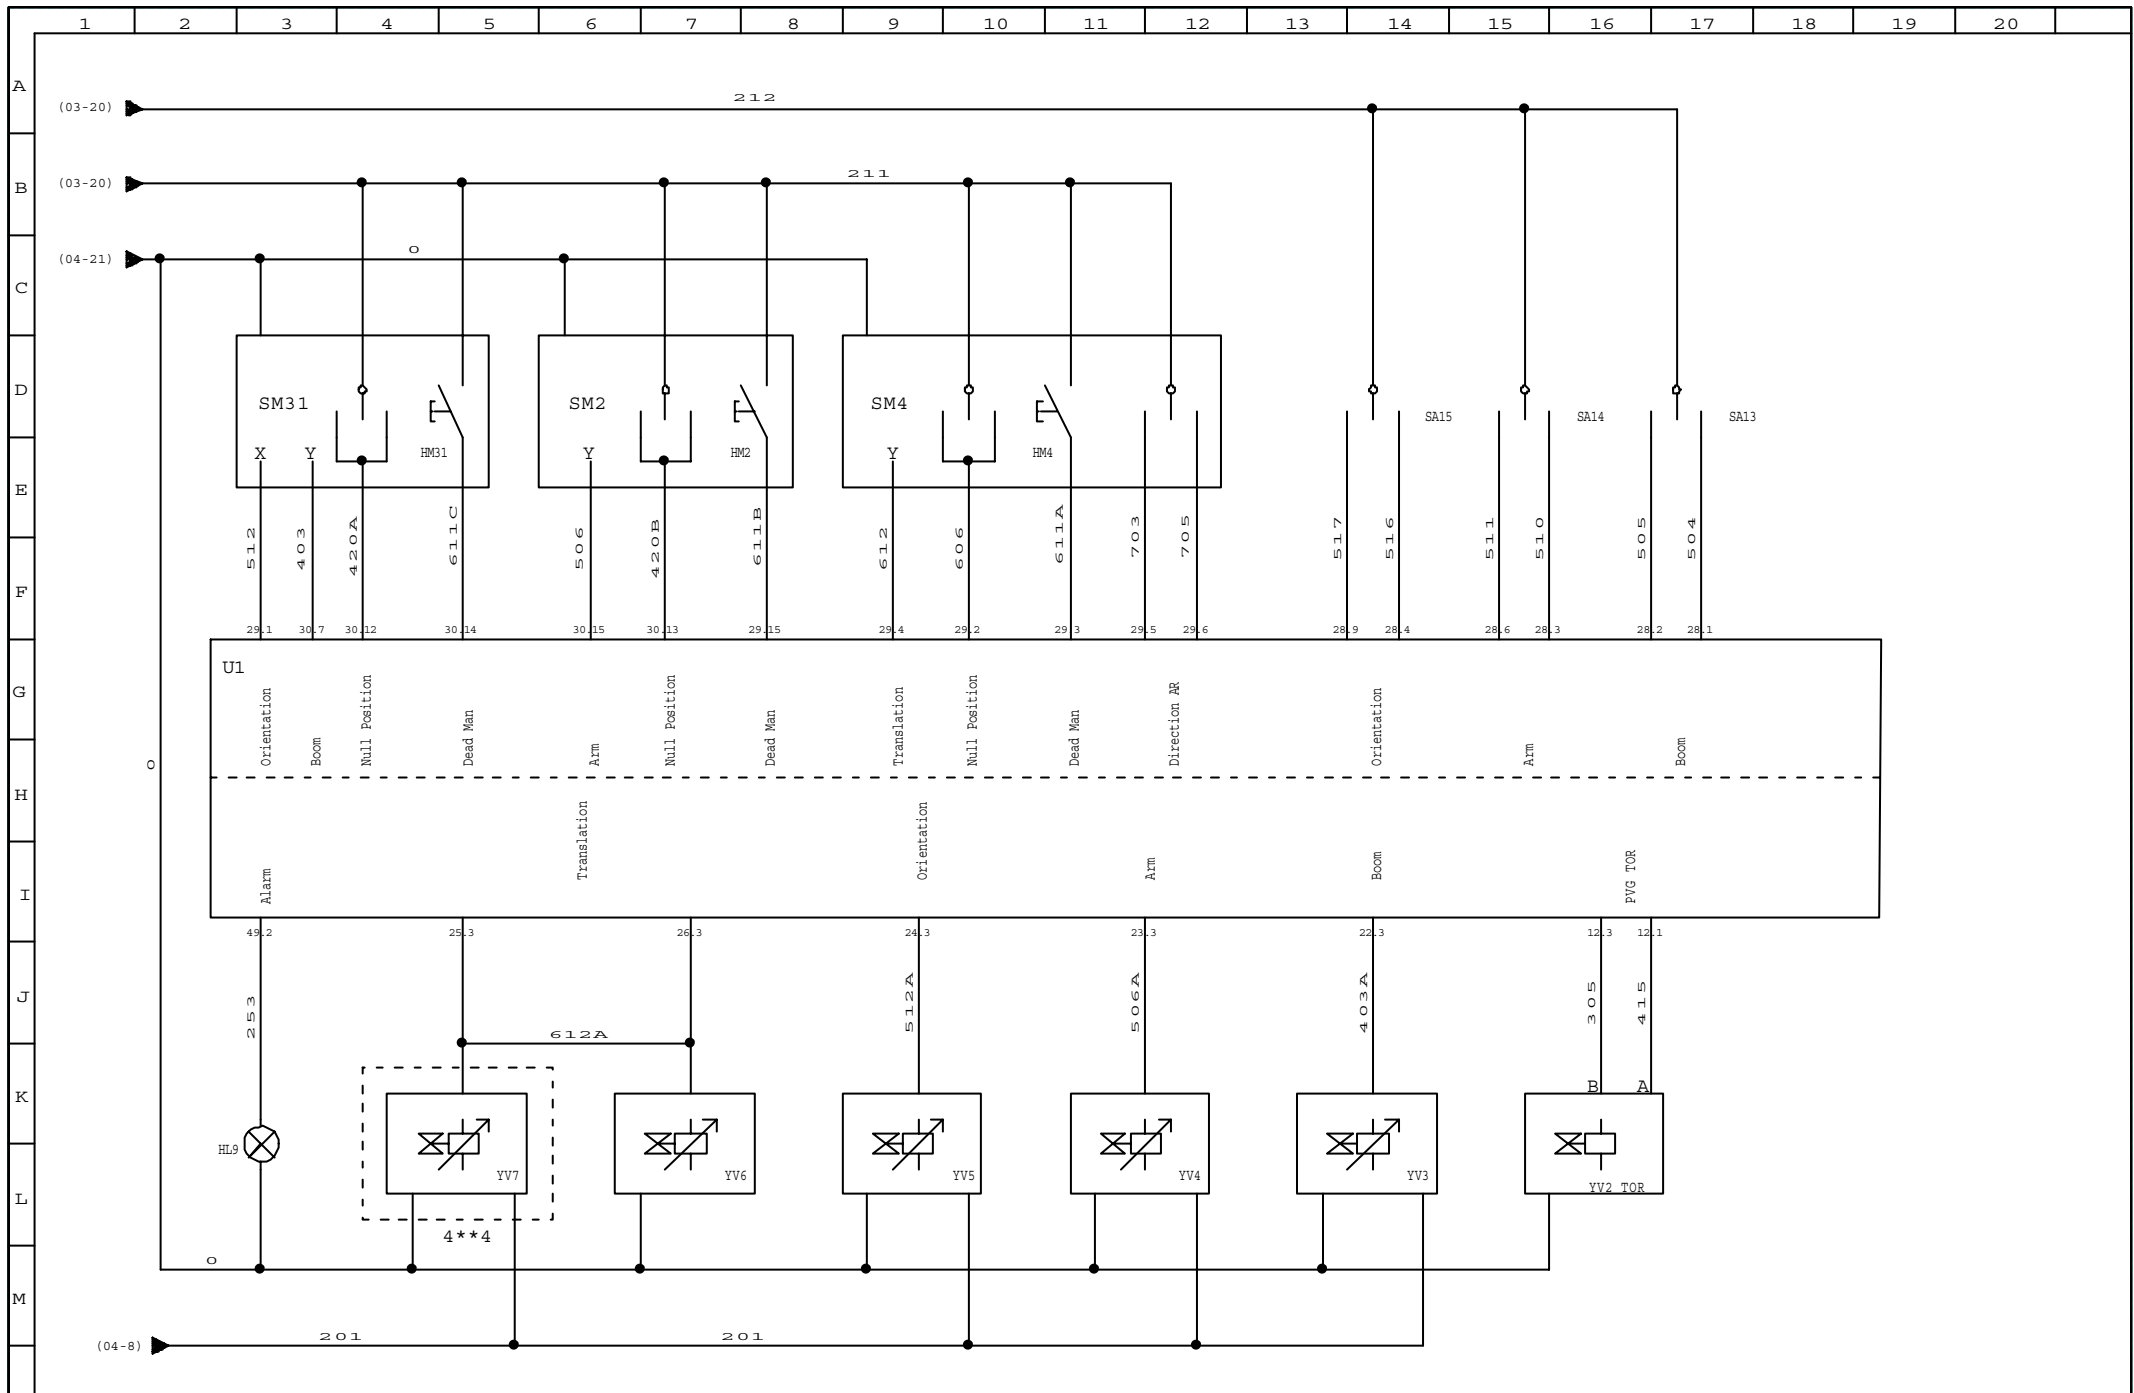 1 2 3 4 5 6 7 8 9 10 11 12 13 14 15 16 17 18 19 20
A
(03-20) 212
B
(03-20) 211
(04-21) 0
C
D
SM31 SM2 SM4 SA15 SA14 SA13
X Y HM31 Y HM2 Y HM4
E
512 403 420A 611C 506 420B 611B 612 606 611A 703 705 517 516 511 510 505 504
F
29.1 30.7 30.12 30.14 30.15 30.13 29.15 29.4 29.2 29.3 29.5 29.6 28.9 28.4 28.6 28.3 28.2 28.1
U1
G
Orientation Boom Null Position Dead Man Arm Null Position Dead Man Translation Null Position Dead Man Direction AR Orientation Arm Boom
0
H
Alarm Translation Orientation Arm Boom PVG TOR
I
49.2 25.3 26.3 24.3 23.3 22.3 12.3 12.1
J
253 512A 506A 403A 305 415
612A
K
B A
HL9
YV7 YV6 YV5 YV4 YV3 YV2 TOR
L
4**4
0
M
(04-8) 201 201